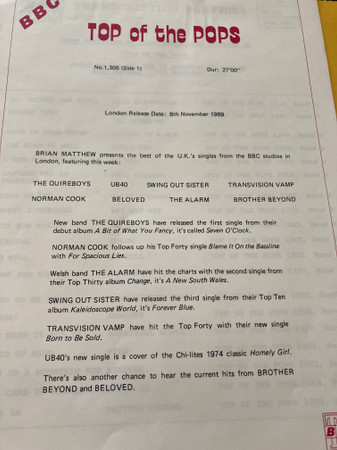 BBC
TOP of the POPS
No.1,305 (Side 1) Dur: 27'00"
London Release Date: 8th November 1989
BRIAN MATTHEW presents the best of the U.K.'s singles from the BBC studios in
London, featuring this week:
THE QUIREBOYS UB40 SWING OUT SISTER TRANSVISION VAMP
NORMAN COOK BELOVED THE ALARM BROTHER BEYOND
New band THE QUIREBOYS have released the first single from their
debut album A Bit of What You Fancy, it's called Seven O'Clock.
NORMAN COOK follows up his Top Forty single Blame It On the Bassline
with For Spacious Lies.
Welsh band THE ALARM have hit the charts with the second single from
their Top Thirty album Change, it's A New South Wales.
SWING OUT SISTER have released the third single from their Top Ten
album Kaleidoscope World, it's Forever Blue.
TRANSVISION VAMP have hit the Top Forty with their new single
Born to Be Sold.
UB40's new single is a cover of the Chi-lites 1974 classic Homely Girl.
There's also another chance to hear the current hits from BROTHER
BEYOND and BELOVED.
B